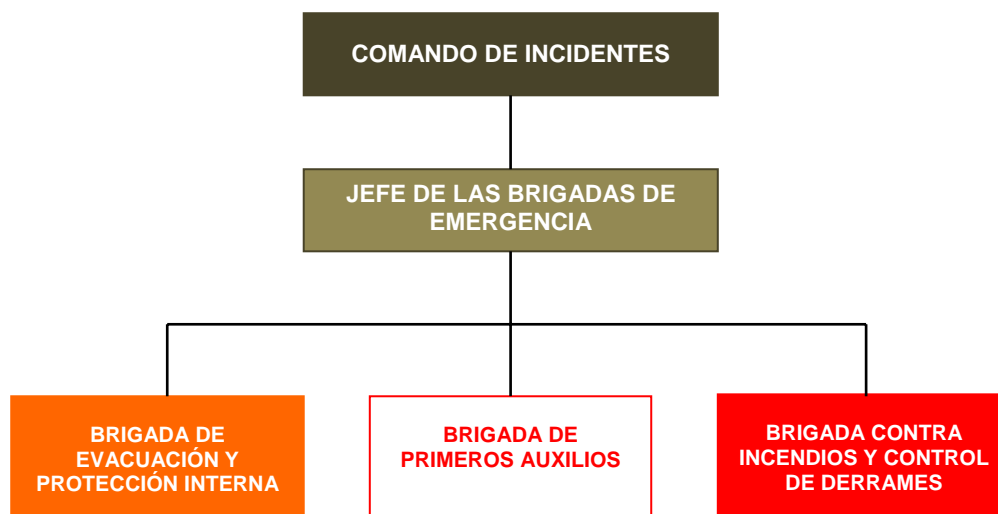 COMANDO DE INCIDENTES
JEFE DE LAS BRIGADAS DE
EMERGENCIA
BRIGADA DE
EVACUACIÓN Y
PROTECCIÓN INTERNA
BRIGADA DE
PRIMEROS AUXILIOS
BRIGADA CONTRA
INCENDIOS Y CONTROL
DE DERRAMES